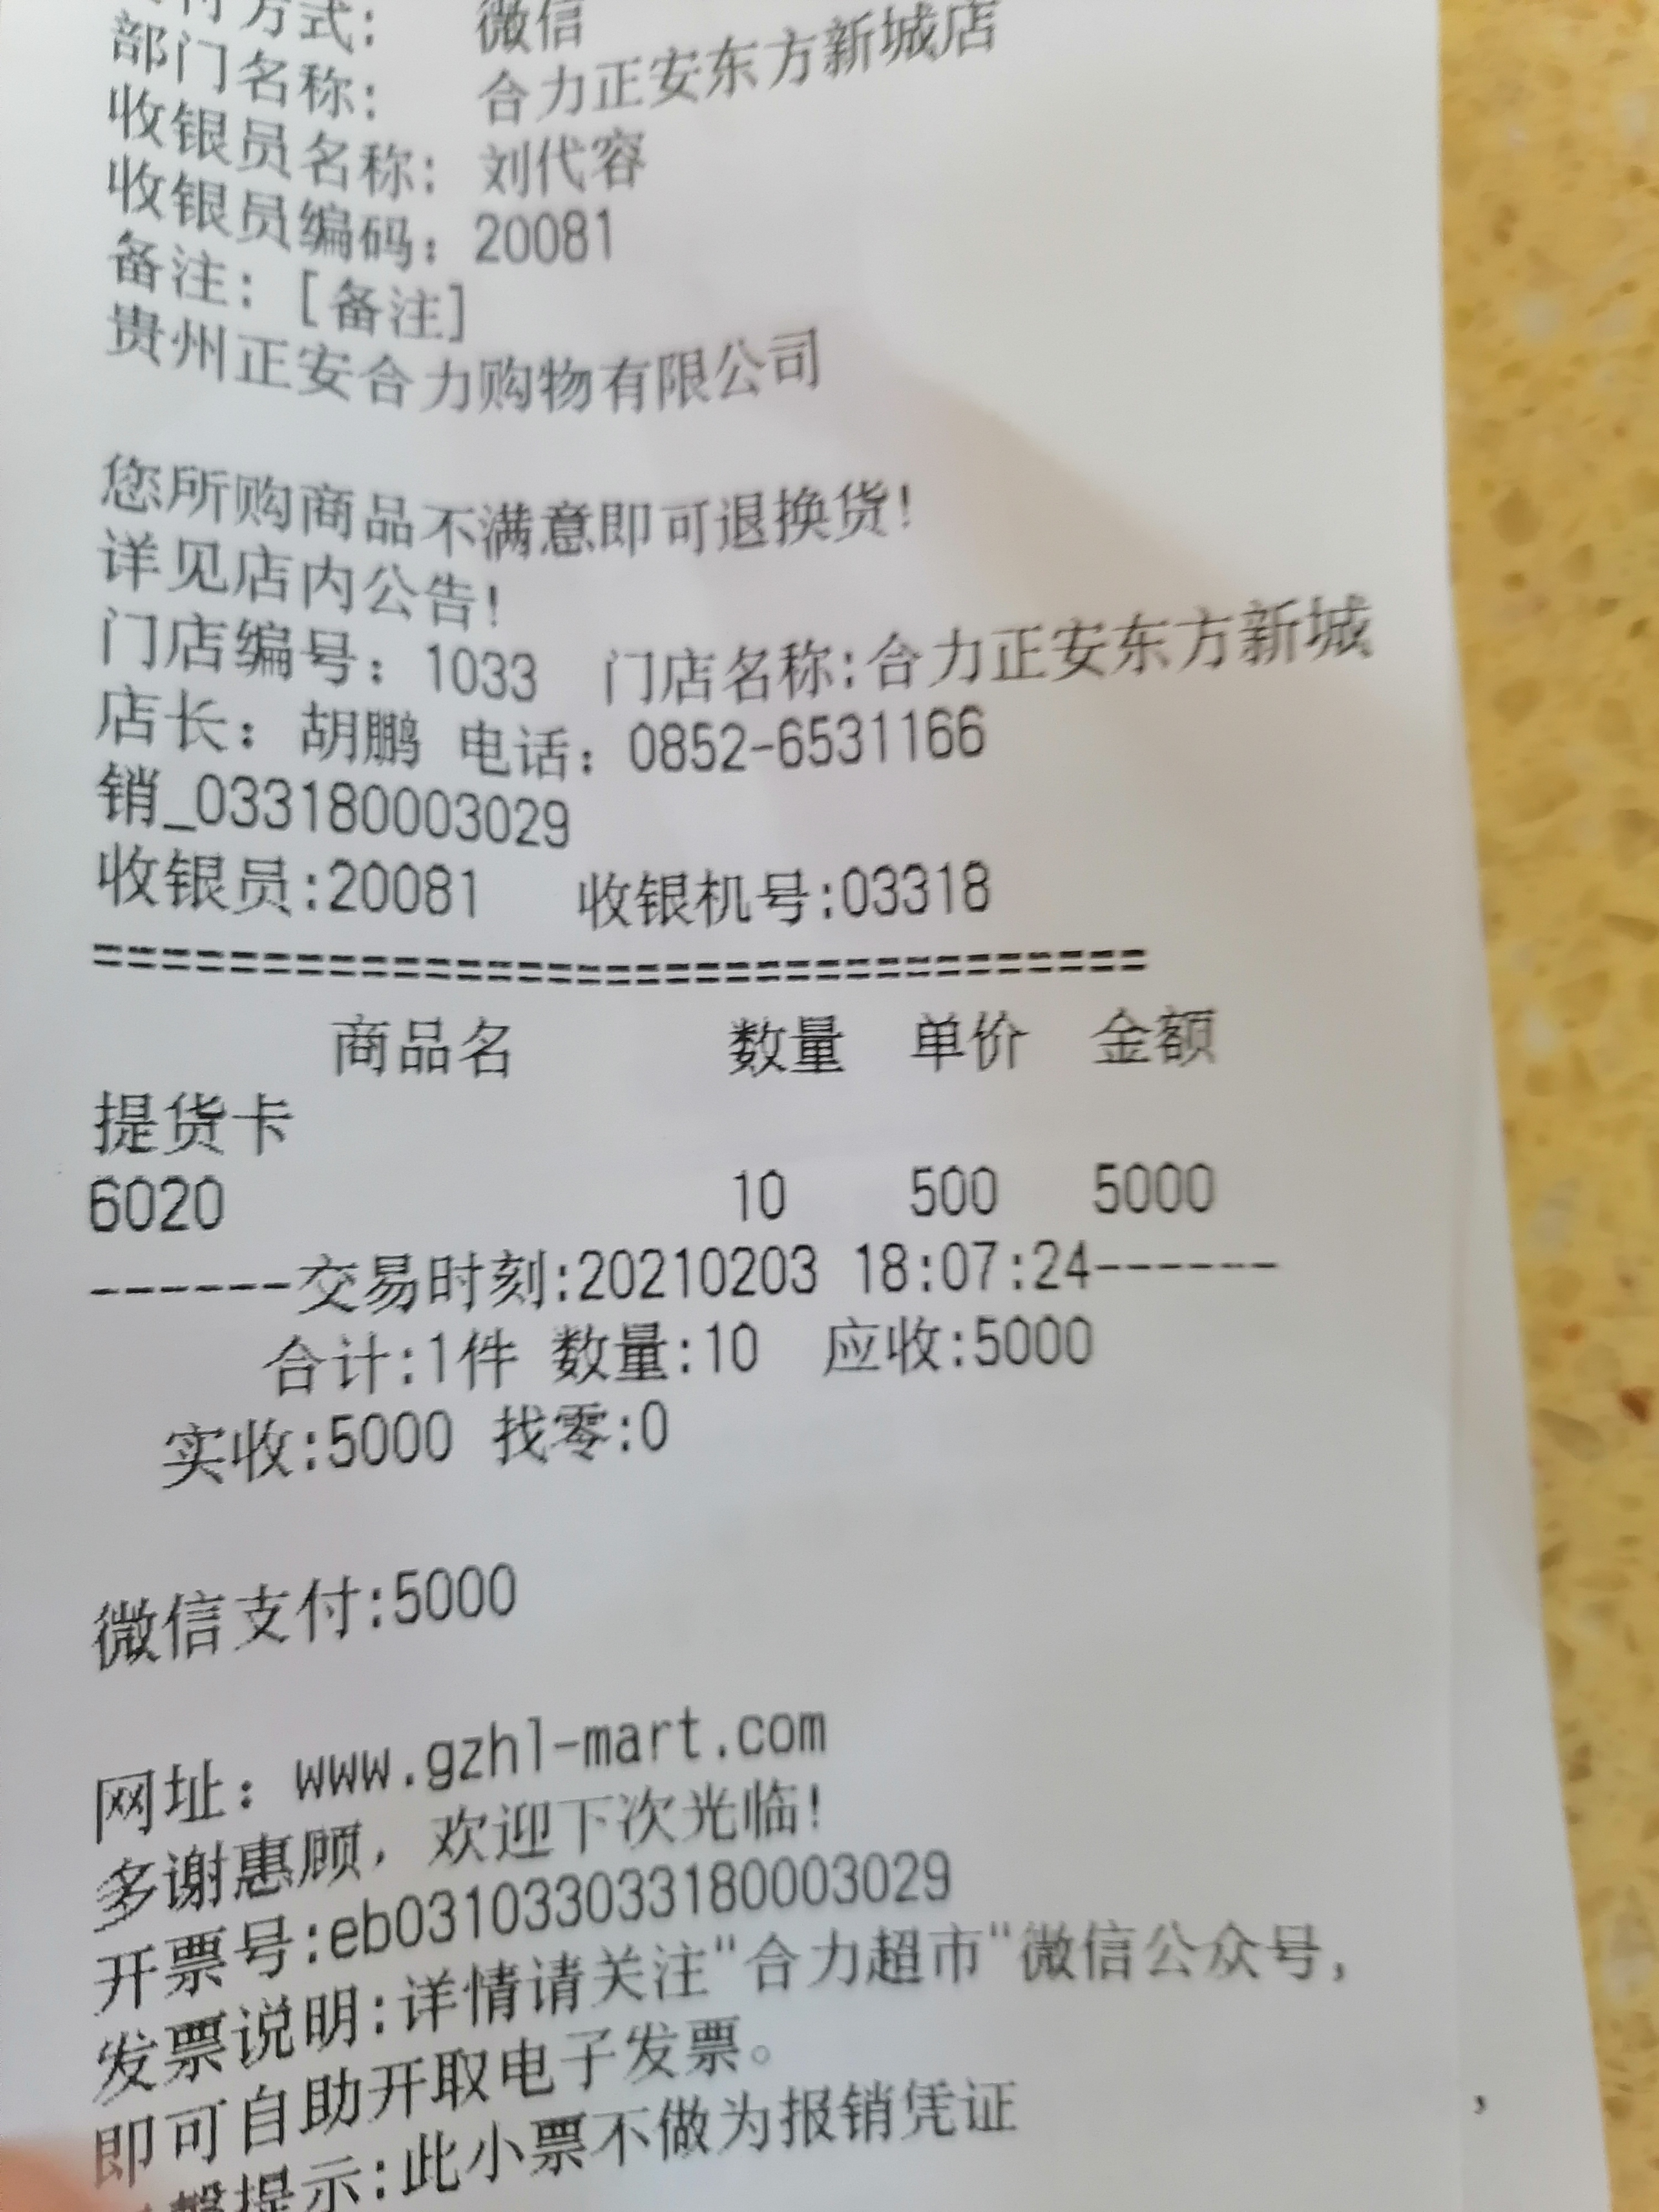 付方式： 微信
部门名称： 合力正安东方新城店
收银员名称：刘代容
收银员编码：20081
备注：[备注]
贵州正安合力购物有限公司
您所购商品不满意即可退换货！
详见店内公告！
门店编号：1033 门店名称:合力正安东方新城
店长：胡鹏 电话：0852-6531166
销_033180003029
收银员:20081 收银机号:03318
================================
商品名 数量 单价 金额
提货卡
6020 10 500 5000
------交易时刻:20210203 18:07:24------
合计:1件 数量:10 应收:5000
实收:5000 找零:0
微信支付:5000
网址：www.gzhl-mart.com
多谢惠顾，欢迎下次光临！
开票号:eb031033033180003029
发票说明:详情请关注"合力超市"微信公众号，
即可自助开取电子发票。
提示:此小票不做为报销凭证